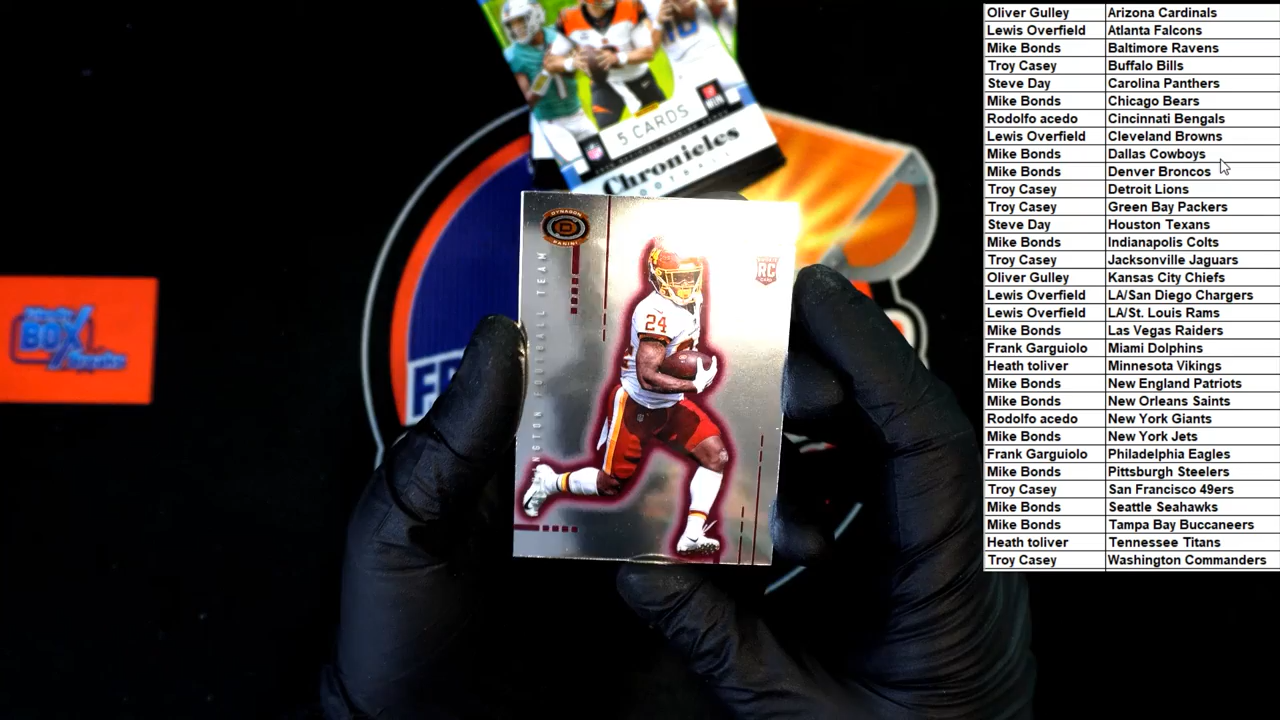 5 CARDS
Chronicles
DYNAGON
PANINI
RC
24
FOOTBALL TEAM
BOX
Oliver Gulley Arizona Cardinals
Lewis Overfield Atlanta Falcons
Mike Bonds Baltimore Ravens
Troy Casey Buffalo Bills
Steve Day Carolina Panthers
Mike Bonds Chicago Bears
Rodolfo acedo Cincinnati Bengals
Lewis Overfield Cleveland Browns
Mike Bonds Dallas Cowboys
Mike Bonds Denver Broncos
Troy Casey Detroit Lions
Troy Casey Green Bay Packers
Steve Day Houston Texans
Mike Bonds Indianapolis Colts
Troy Casey Jacksonville Jaguars
Oliver Gulley Kansas City Chiefs
Lewis Overfield LA/San Diego Chargers
Lewis Overfield LA/St. Louis Rams
Mike Bonds Las Vegas Raiders
Frank Garguiolo Miami Dolphins
Heath toliver Minnesota Vikings
Mike Bonds New England Patriots
Mike Bonds New Orleans Saints
Rodolfo acedo New York Giants
Mike Bonds New York Jets
Frank Garguiolo Philadelphia Eagles
Mike Bonds Pittsburgh Steelers
Troy Casey San Francisco 49ers
Mike Bonds Seattle Seahawks
Mike Bonds Tampa Bay Buccaneers
Heath toliver Tennessee Titans
Troy Casey Washington Commanders